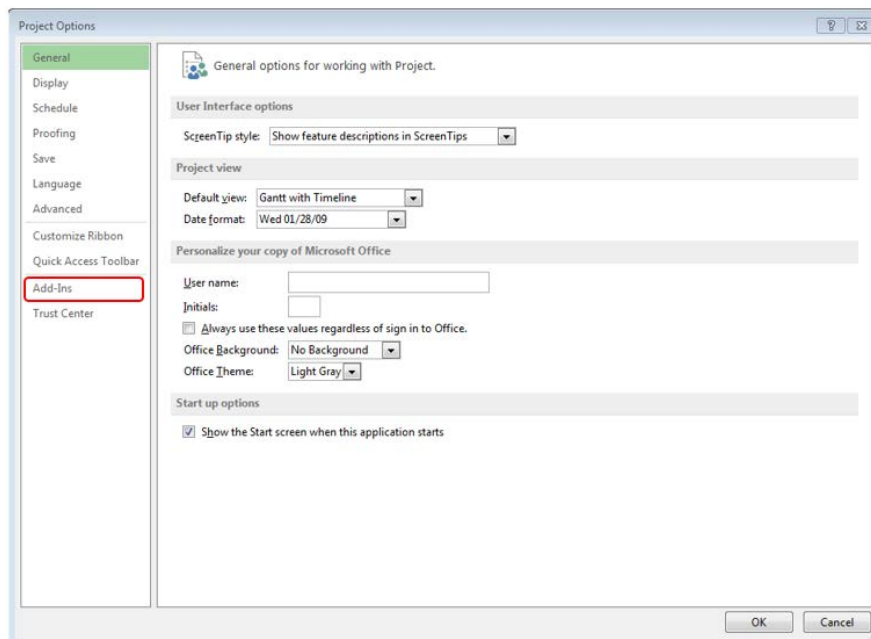 Project Options
General
Display
Schedule
Proofing
Save
Language
Advanced
Customize Ribbon
Quick Access Toolbar
Add-Ins
Trust Center
General options for working with Project.
User Interface options
ScreenTip style: Show feature descriptions in ScreenTips
Project view
Default view: Gantt with Timeline
Date format: Wed 01/28/09
Personalize your copy of Microsoft Office
User name:
Initials:
Always use these values regardless of sign in to Office.
Office Background: No Background
Office Theme: Light Gray
Start up options
Show the Start screen when this application starts
OK Cancel